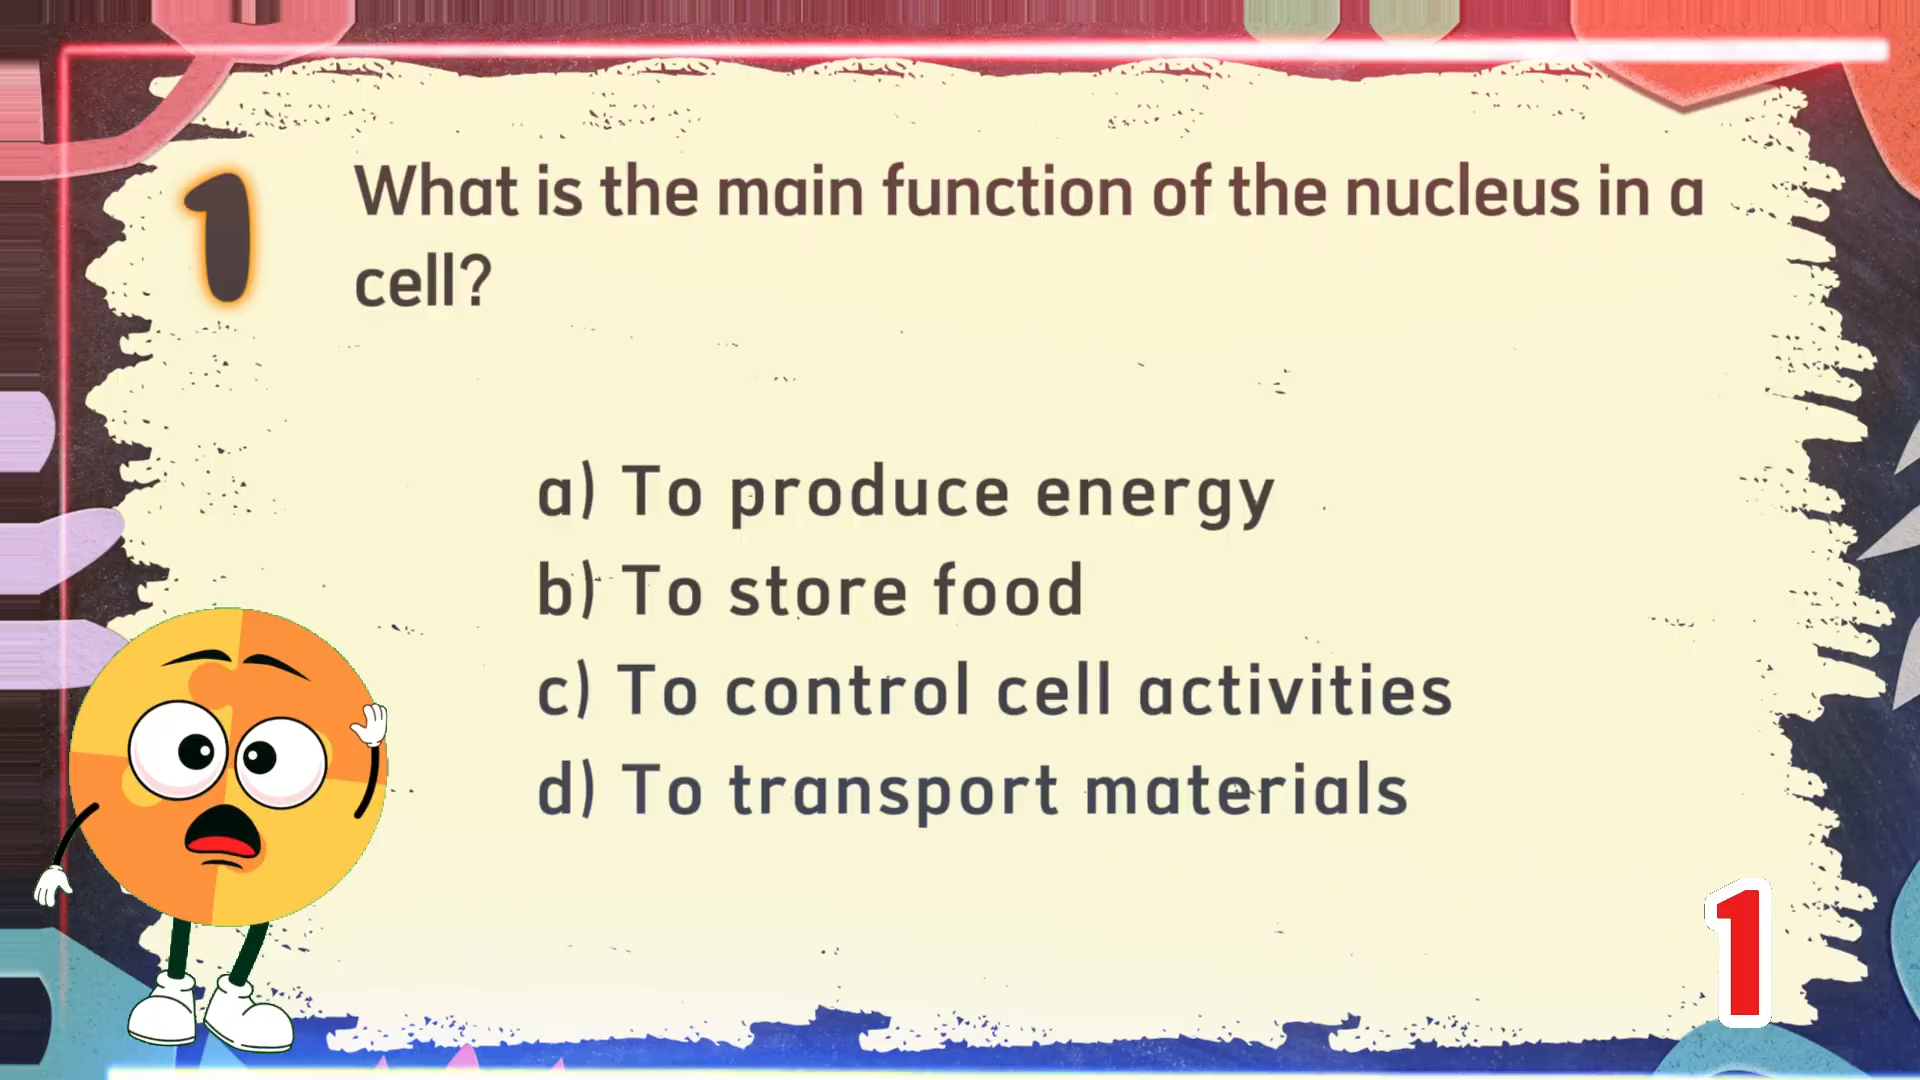 1
What is the main function of the nucleus in a
cell?
a) To produce energy
b) To store food
c) To control cell activities
d) To transport materials
1